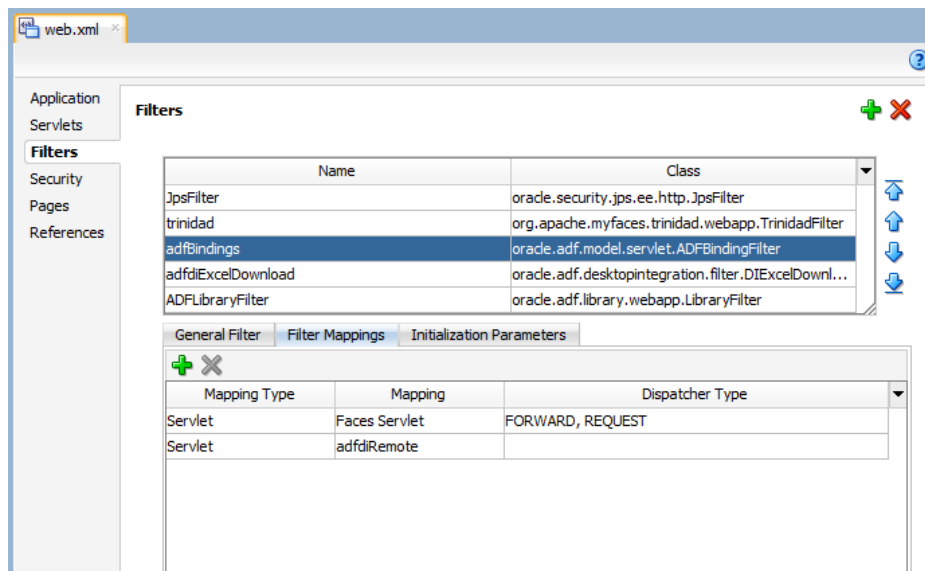 web.xml
Application
Servlets
Filters
Security
Pages
References
Filters
Name Class
JpsFilter oracle.security.jps.ee.http.JpsFilter
trinidad org.apache.myfaces.trinidad.webapp.TrinidadFilter
adfBindings oracle.adf.model.servlet.ADFBindingFilter
adfdiExcelDownload oracle.adf.desktopintegration.filter.DIExcelDownl...
ADFLibraryFilter oracle.adf.library.webapp.LibraryFilter
General Filter Filter Mappings Initialization Parameters
Mapping Type Mapping Dispatcher Type
Servlet Faces Servlet FORWARD, REQUEST
Servlet adfdiRemote